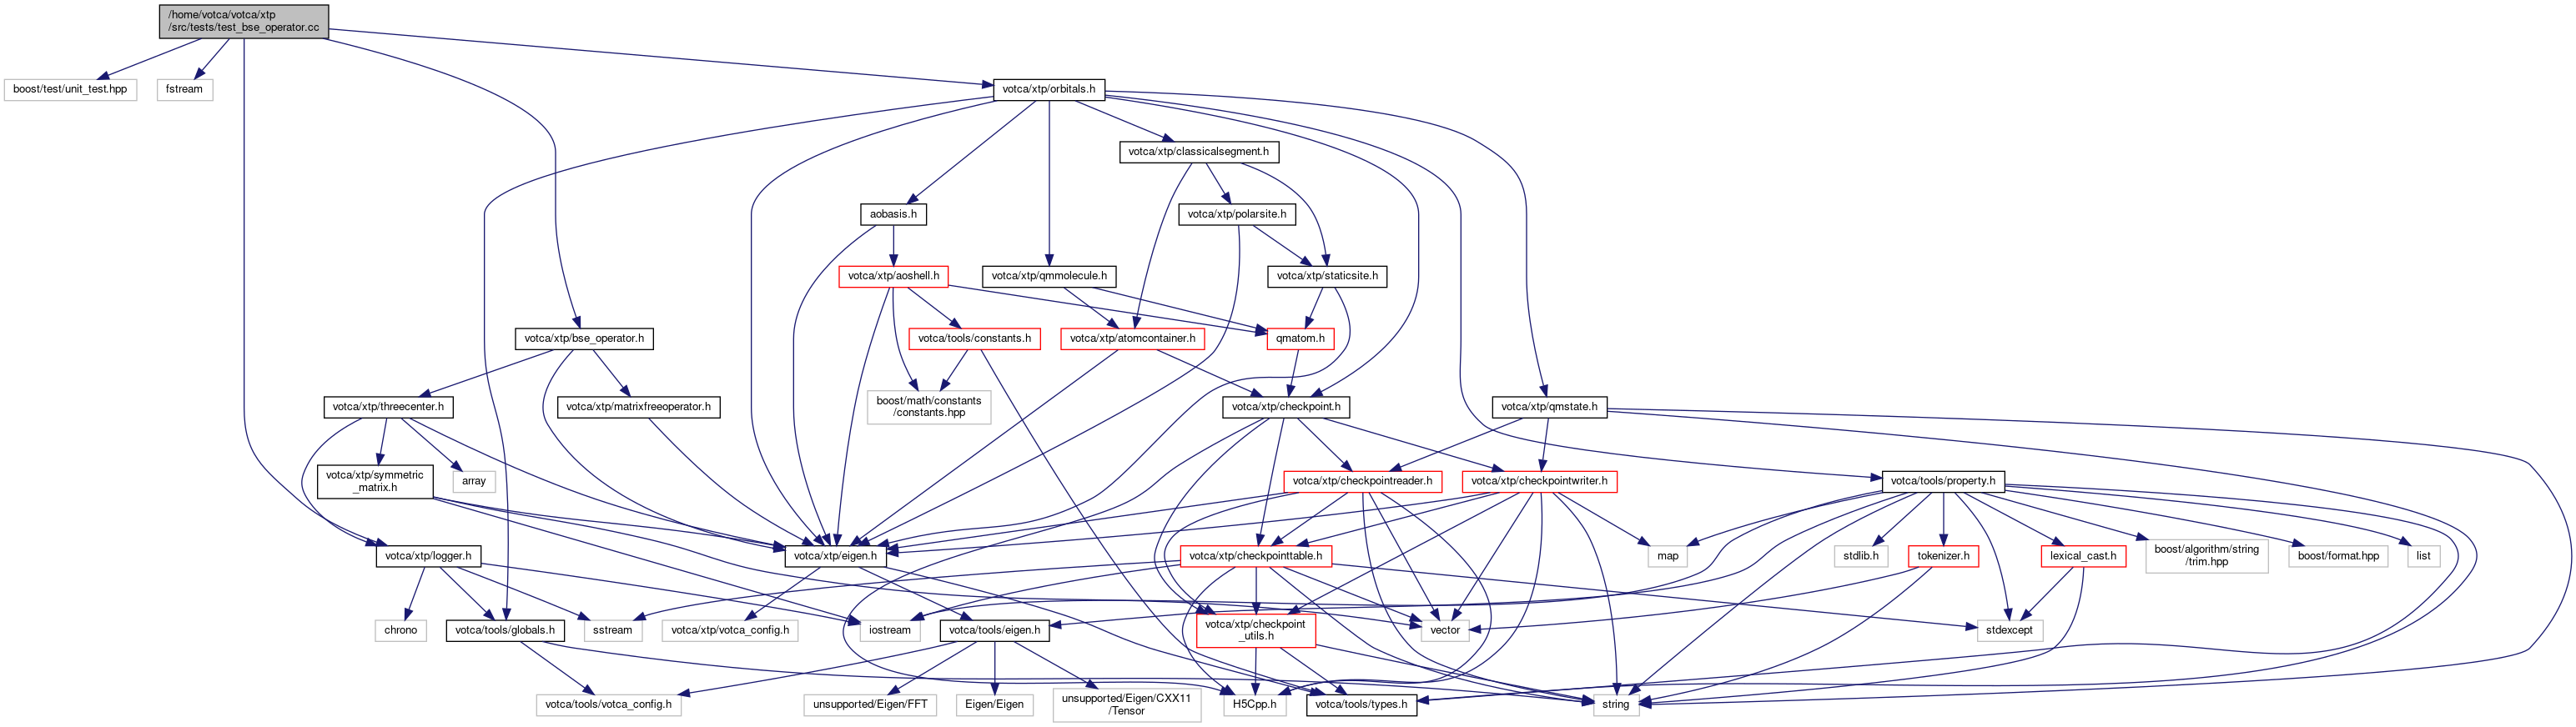 /home/votca/votca/xtp
/src/tests/test_bse_operator.cc
boost/test/unit_test.hpp
fstream
votca/xtp/orbitals.h
votca/xtp/classicalsegment.h
aobasis.h
votca/xtp/polarsite.h
votca/xtp/aoshell.h
votca/xtp/qmmolecule.h
votca/xtp/staticsite.h
votca/xtp/bse_operator.h
votca/tools/constants.h
votca/xtp/atomcontainer.h
qmatom.h
votca/xtp/threecenter.h
votca/xtp/matrixfreeoperator.h
boost/math/constants
/constants.hpp
votca/xtp/checkpoint.h
votca/xtp/qmstate.h
votca/xtp/symmetric
_matrix.h
array
votca/xtp/checkpointreader.h
votca/xtp/checkpointwriter.h
votca/tools/property.h
votca/xtp/logger.h
votca/xtp/eigen.h
votca/xtp/checkpointtable.h
map
stdlib.h
tokenizer.h
lexical_cast.h
boost/algorithm/string
/trim.hpp
boost/format.hpp
list
chrono
votca/tools/globals.h
sstream
votca/xtp/votca_config.h
iostream
votca/tools/eigen.h
votca/xtp/checkpoint
_utils.h
vector
stdexcept
votca/tools/votca_config.h
unsupported/Eigen/FFT
Eigen/Eigen
unsupported/Eigen/CXX11
/Tensor
H5Cpp.h
votca/tools/types.h
string